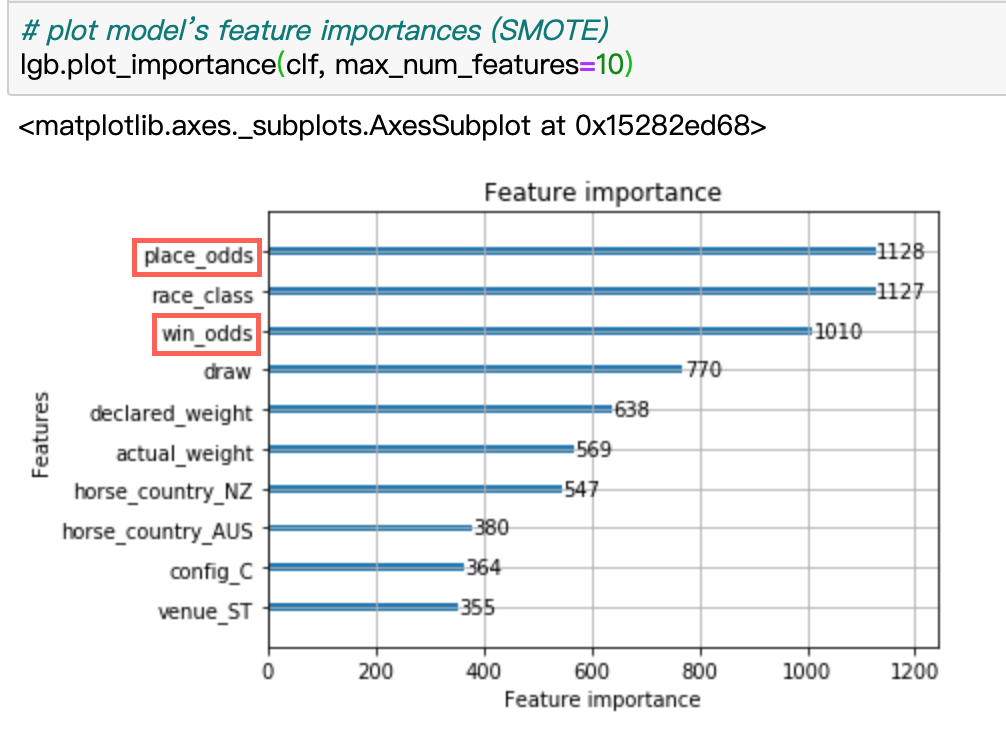 # plot model’s feature importances (SMOTE)
lgb.plot_importance(clf, max_num_features=10)
<matplotlib.axes._subplots.AxesSubplot at 0x15282ed68>
Feature importance
place_odds 1128
race_class 1127
win_odds 1010
draw 770
declared_weight 638
actual_weight 569
horse_country_NZ 547
horse_country_AUS 380
config_C 364
venue_ST 355
Features
0 200 400 600 800 1000 1200
Feature importance